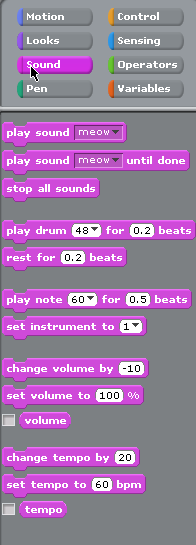 Motion Control
Looks Sensing
Sound Operators
Pen Variables
play sound meow
play sound meow until done
stop all sounds
play drum 48 for 0.2 beats
rest for 0.2 beats
play note 60 for 0.5 beats
set instrument to 1
change volume by -10
set volume to 100 %
volume
change tempo by 20
set tempo to 60 bpm
tempo